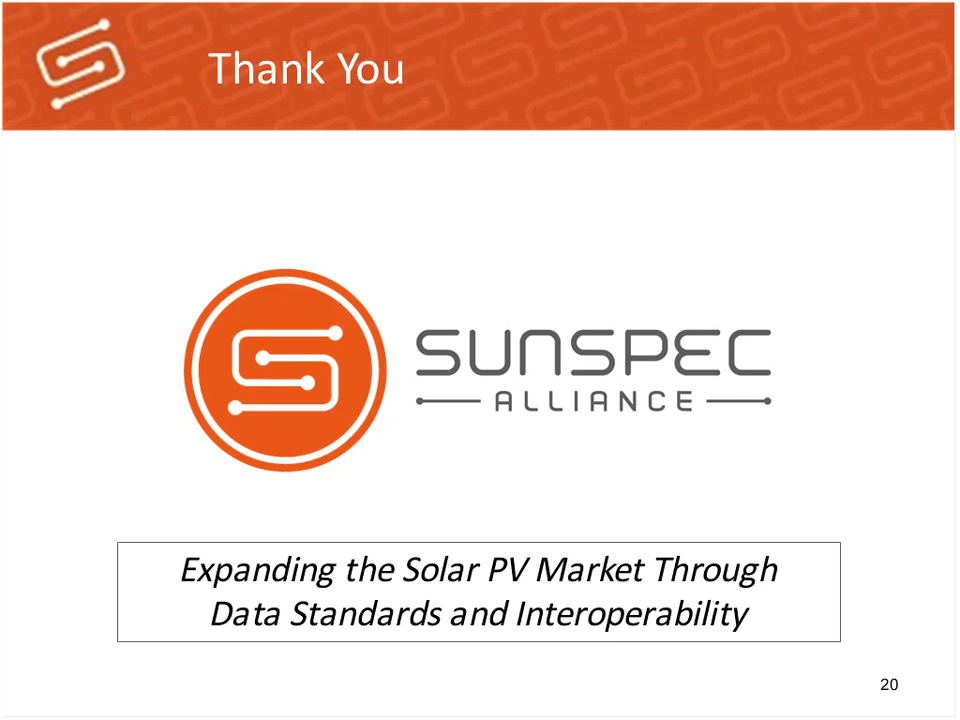 Thank You
SUNSPEC
ALLIANCE
Expanding the Solar PV Market Through
Data Standards and Interoperability
20